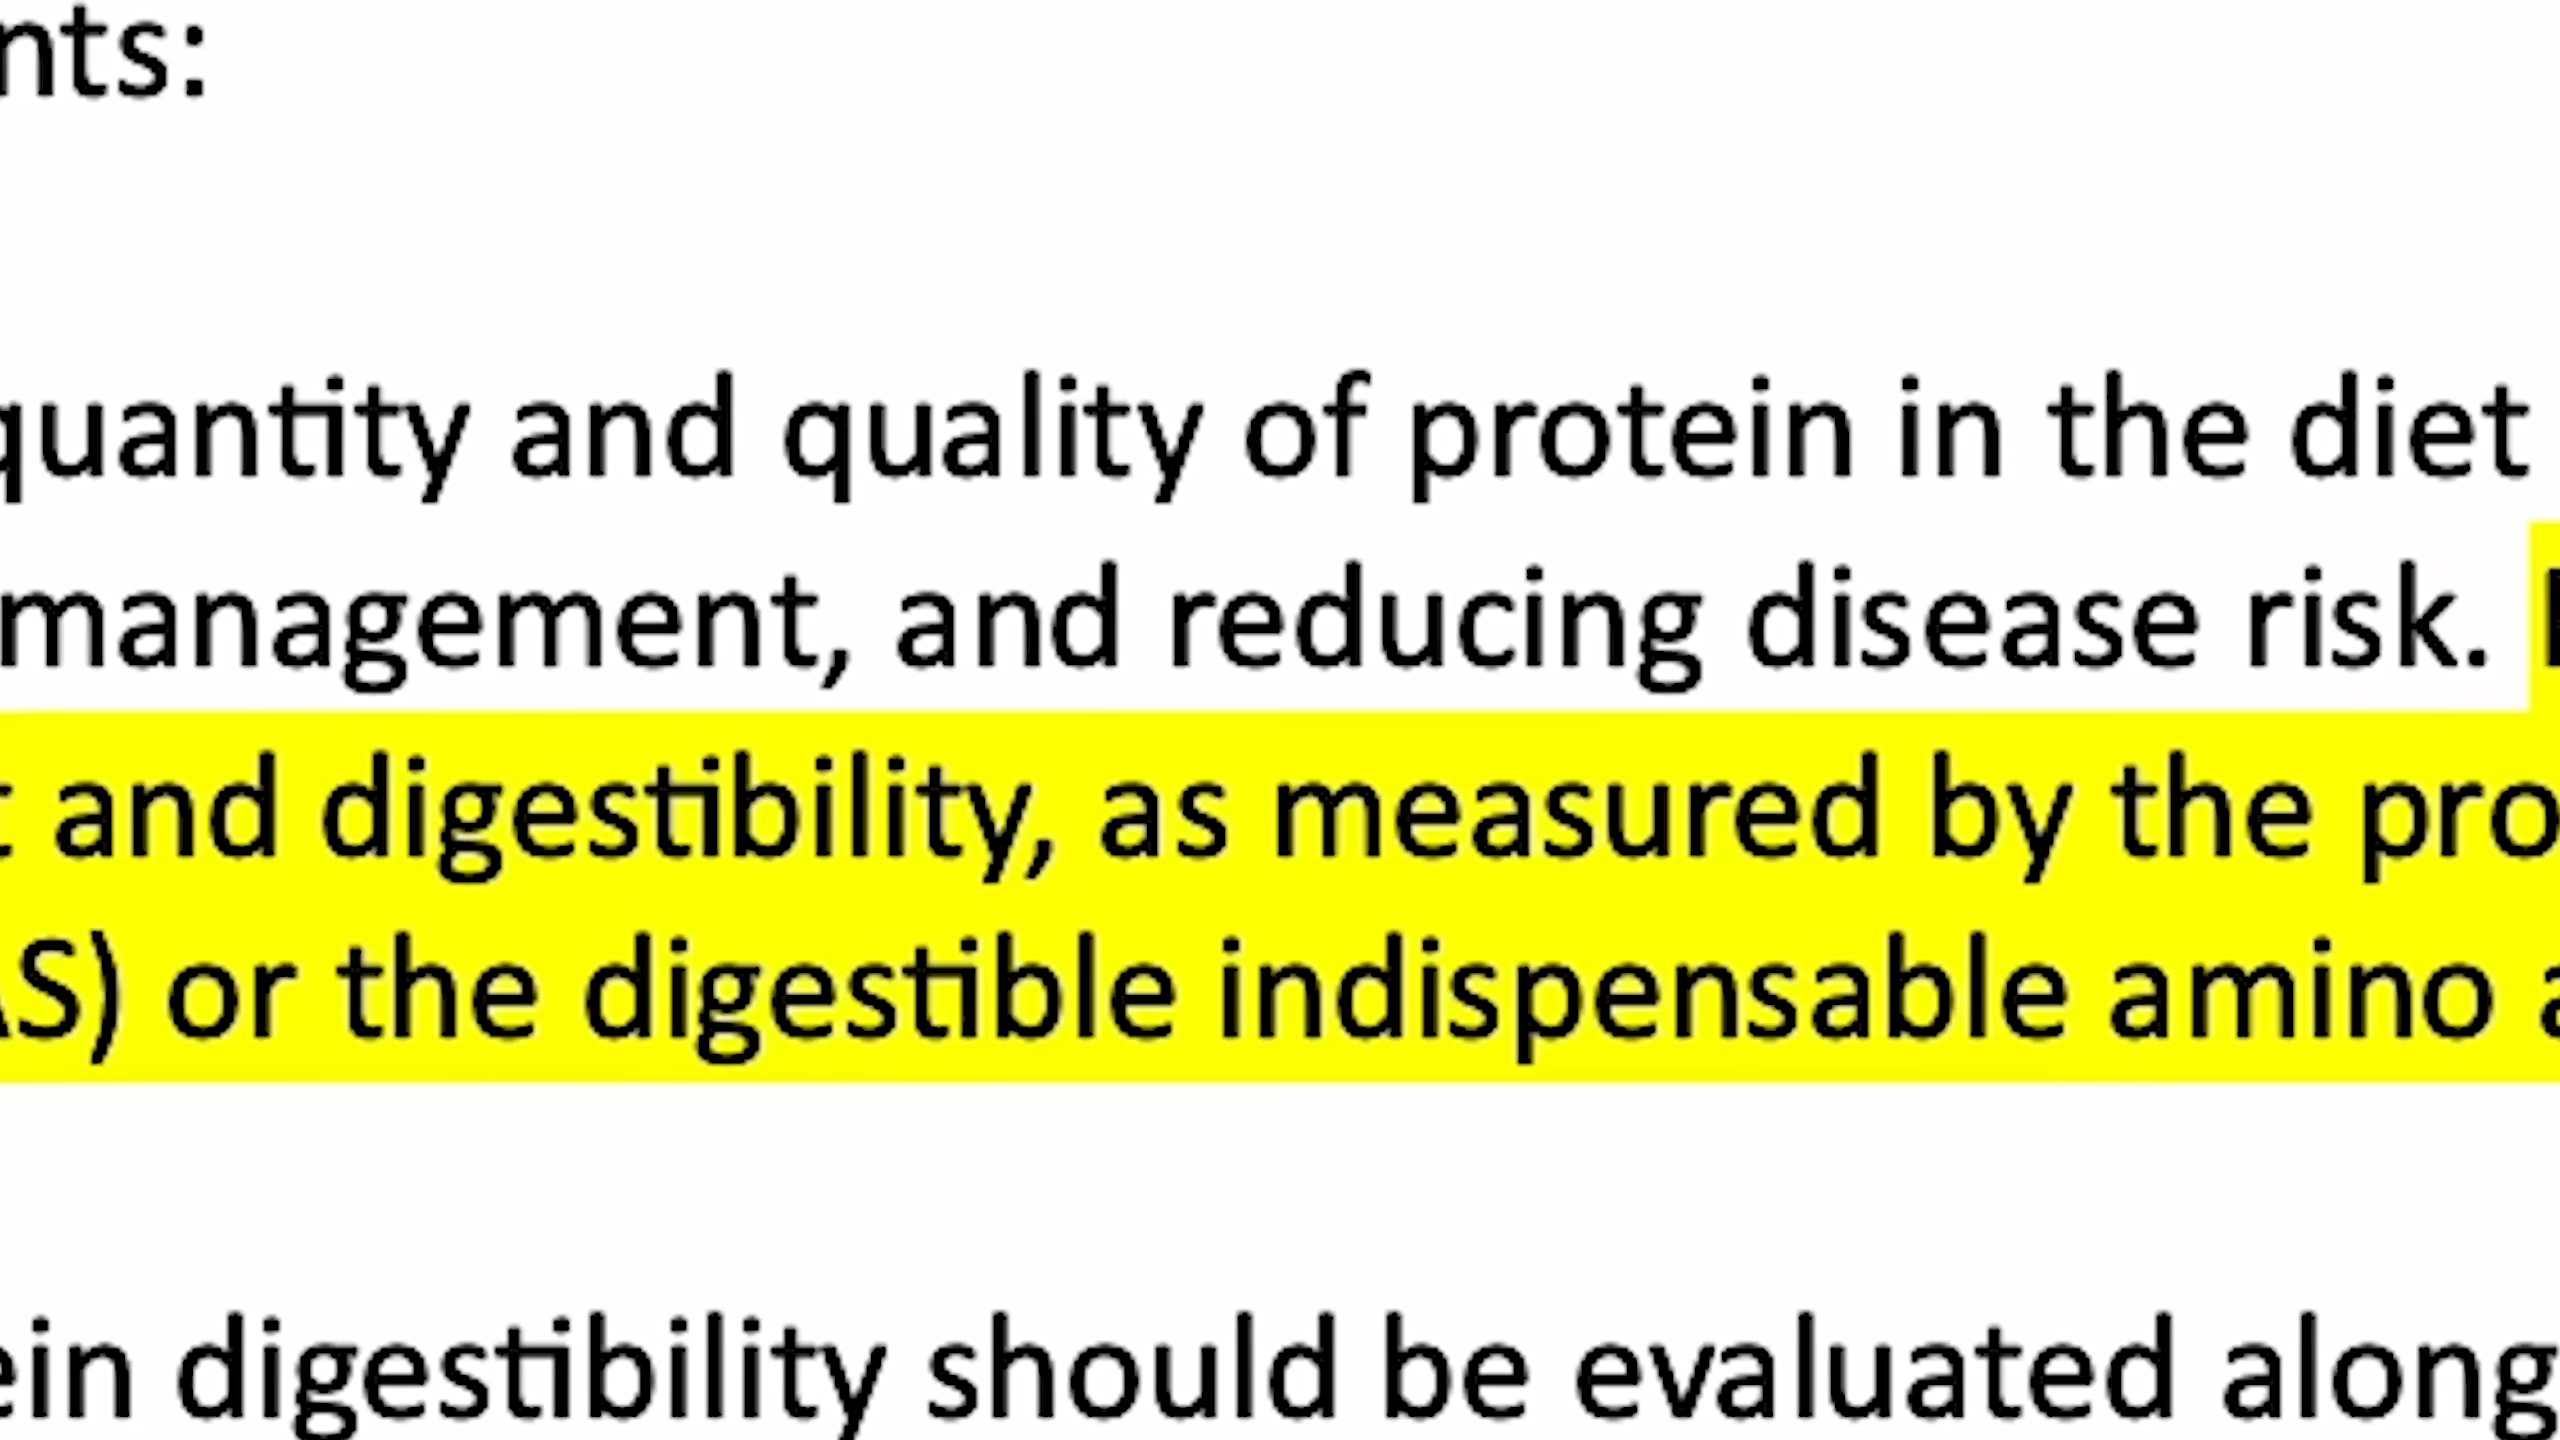 nts:
quantity and quality of protein in the diet
management, and reducing disease risk.
t and digestibility, as measured by the pro
AS) or the digestible indispensable amino a
ein digestibility should be evaluated along